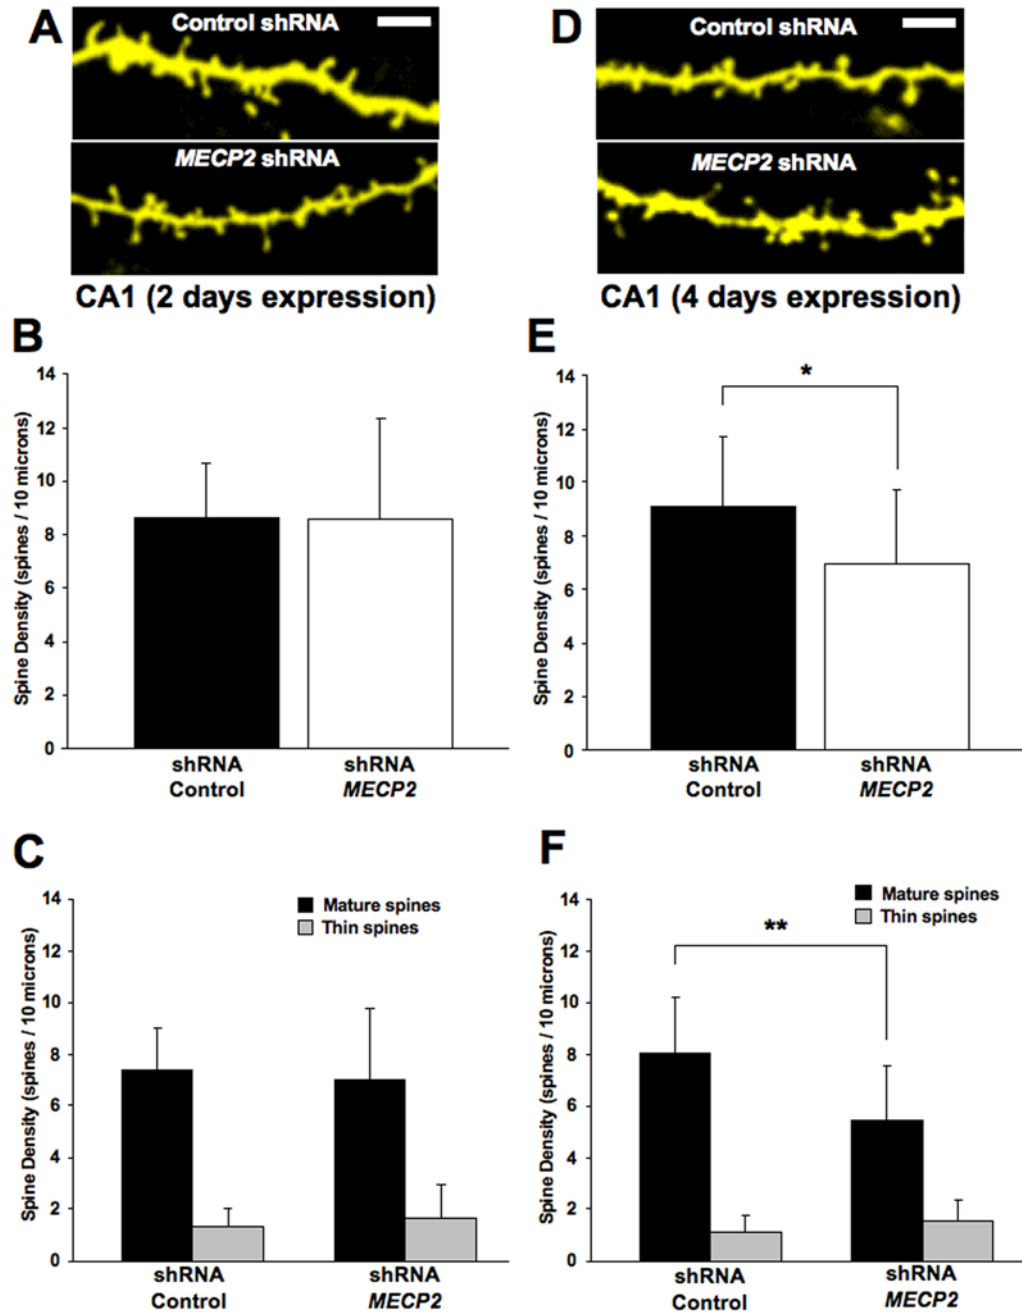 A
Control shRNA
MECP2 shRNA
CA1 (2 days expression)
D
Control shRNA
MECP2 shRNA
CA1 (4 days expression)
B
Spine Density (spines / 10 microns)
14
12
10
8
6
4
2
0
shRNA
Control
shRNA
MECP2
E
Spine Density (spines / 10 microns)
14
12
10
8
6
4
2
0
*
shRNA
Control
shRNA
MECP2
C
Spine Density (spines / 10 microns)
14
12
10
8
6
4
2
0
Mature spines
Thin spines
shRNA
Control
shRNA
MECP2
F
Spine Density (spines / 10 microns)
14
12
10
8
6
4
2
0
Mature spines
Thin spines
**
shRNA
Control
shRNA
MECP2